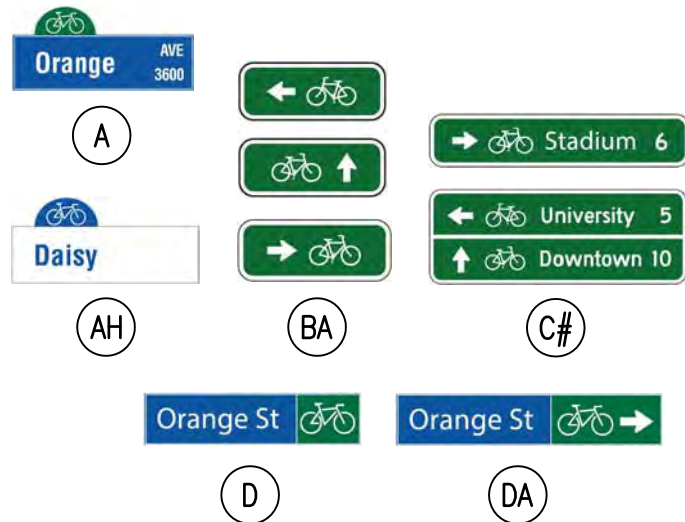 Orange AVE
3600
A
Stadium 6
University 5
Downtown 10
Daisy
AH
BA
C#
Orange St
Orange St
D
DA